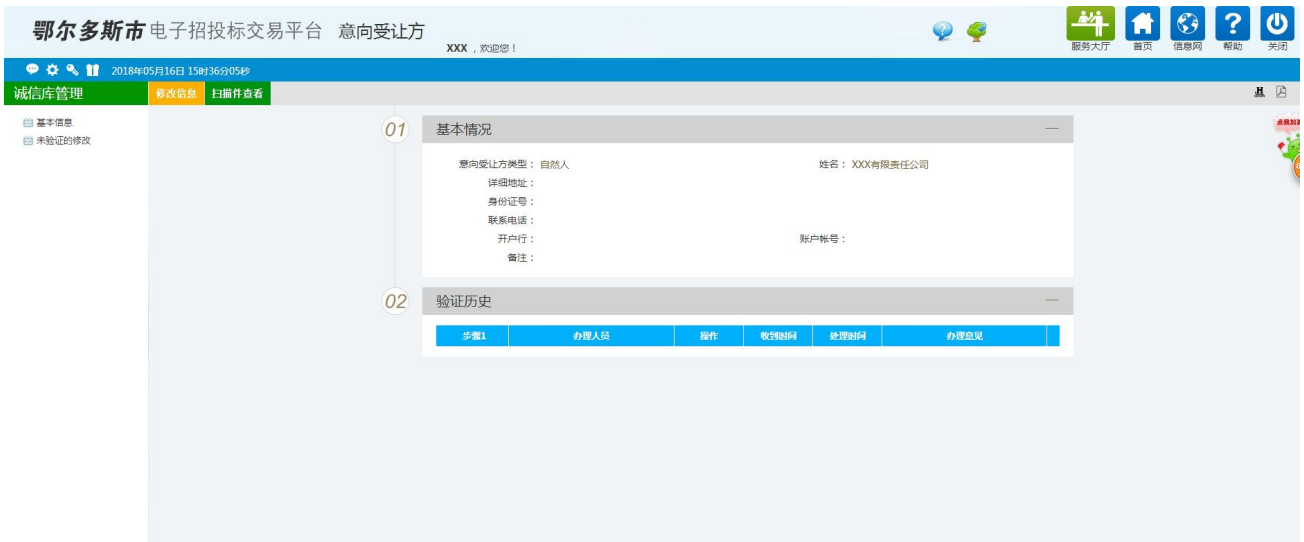 鄂尔多斯市电子招投标交易平台 意向受让方
XXX ，欢迎您！
服务大厅 首页 信息网 帮助 关闭
2018年05月16日 15时36分05秒
诚信库管理 修改信息 扫描件查看
基本信息
未验证的修改
01 基本情况
意向受让方类型： 自然人 姓名： XXX有限责任公司
详细地址：
身份证号：
联系电话：
开户行： 账户帐号：
备注：
02 验证历史
步骤1 办理人员 操作 收到时间 处理时间 办理意见